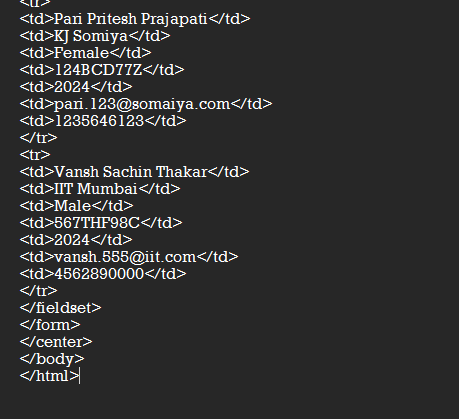 <tr>
<td>Pari Pritesh Prajapati</td>
<td>KJ Somiya</td>
<td>Female</td>
<td>124BCD77Z</td>
<td>2024</td>
<td>pari.123@somaiya.com</td>
<td>1235646123</td>
</tr>
<tr>
<td>Vansh Sachin Thakar</td>
<td>IIT Mumbai</td>
<td>Male</td>
<td>567THF98C</td>
<td>2024</td>
<td>vansh.555@iit.com</td>
<td>4562890000</td>
</tr>
</fieldset>
</form>
</center>
</body>
</html>